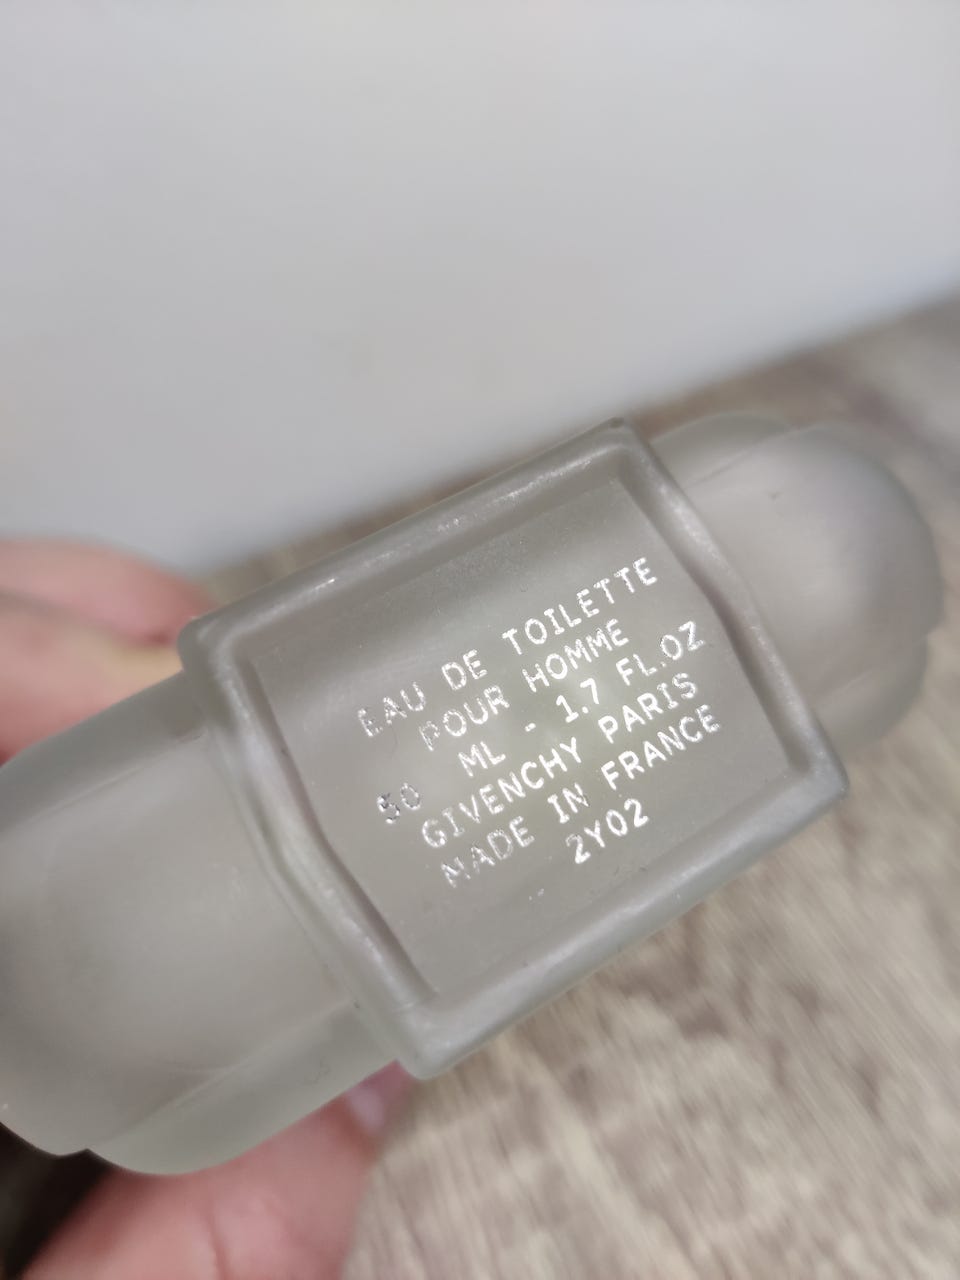 EAU DE TOILETTE
POUR HOMME
50 ML - 1.7 FL.OZ
GIVENCHY PARIS
MADE IN FRANCE
2Y02